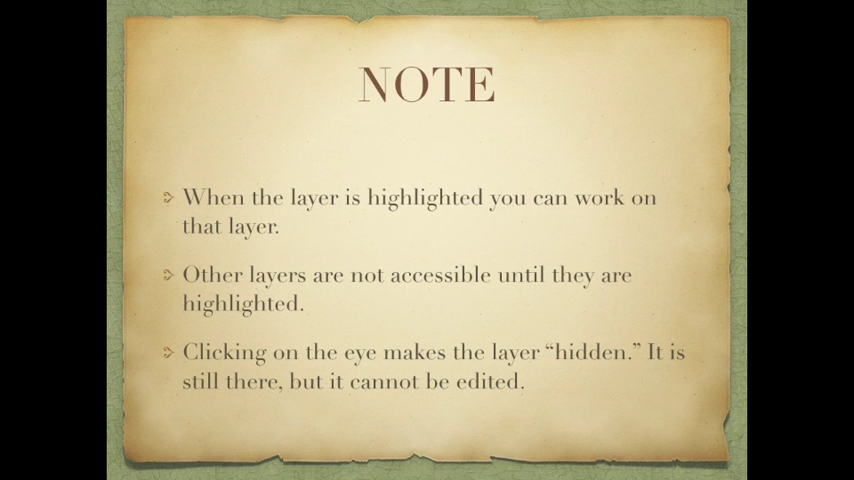 NOTE
When the layer is highlighted you can work on
that layer.
Other layers are not accessible until they are
highlighted.
Clicking on the eye makes the layer “hidden.” It is
still there, but it cannot be edited.